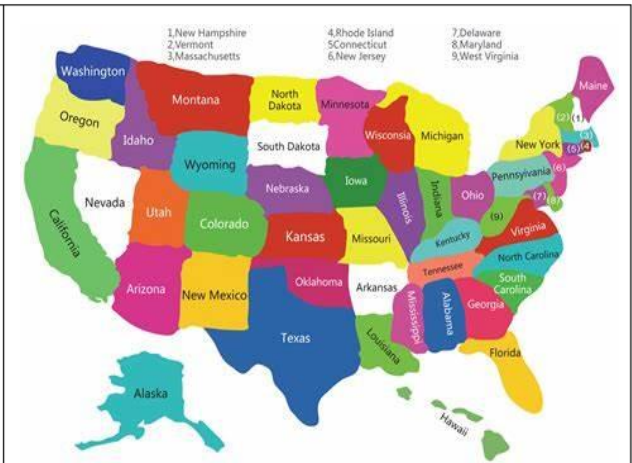 1,New Hampshire
2,Vermont
3,Massachusetts
4,Rhode Island
5Connecticut
6,New Jersey
7,Delaware
8,Maryland
9,West Virginia
Washington
Oregon
California
Idaho
Nevada
Montana
Wyoming
Utah
Arizona
Colorado
New Mexico
North
Dakota
South Dakota
Nebraska
Kansas
Oklahoma
Texas
Minnesota
Iowa
Missouri
Arkansas
Louisiana
Wisconsia
Illinois
Michigan
Indiana
Ohio
Kentucky
Tennessee
Mississippi
Alabarna
Georgia
Florida
South
Carolina
North Carolina
Virginia
(9)
Pennsyivania
New York
Maine
(2)
(1)
(3)
(5)
(4)
(6)
(7)
(8)
Alaska
Hawaii